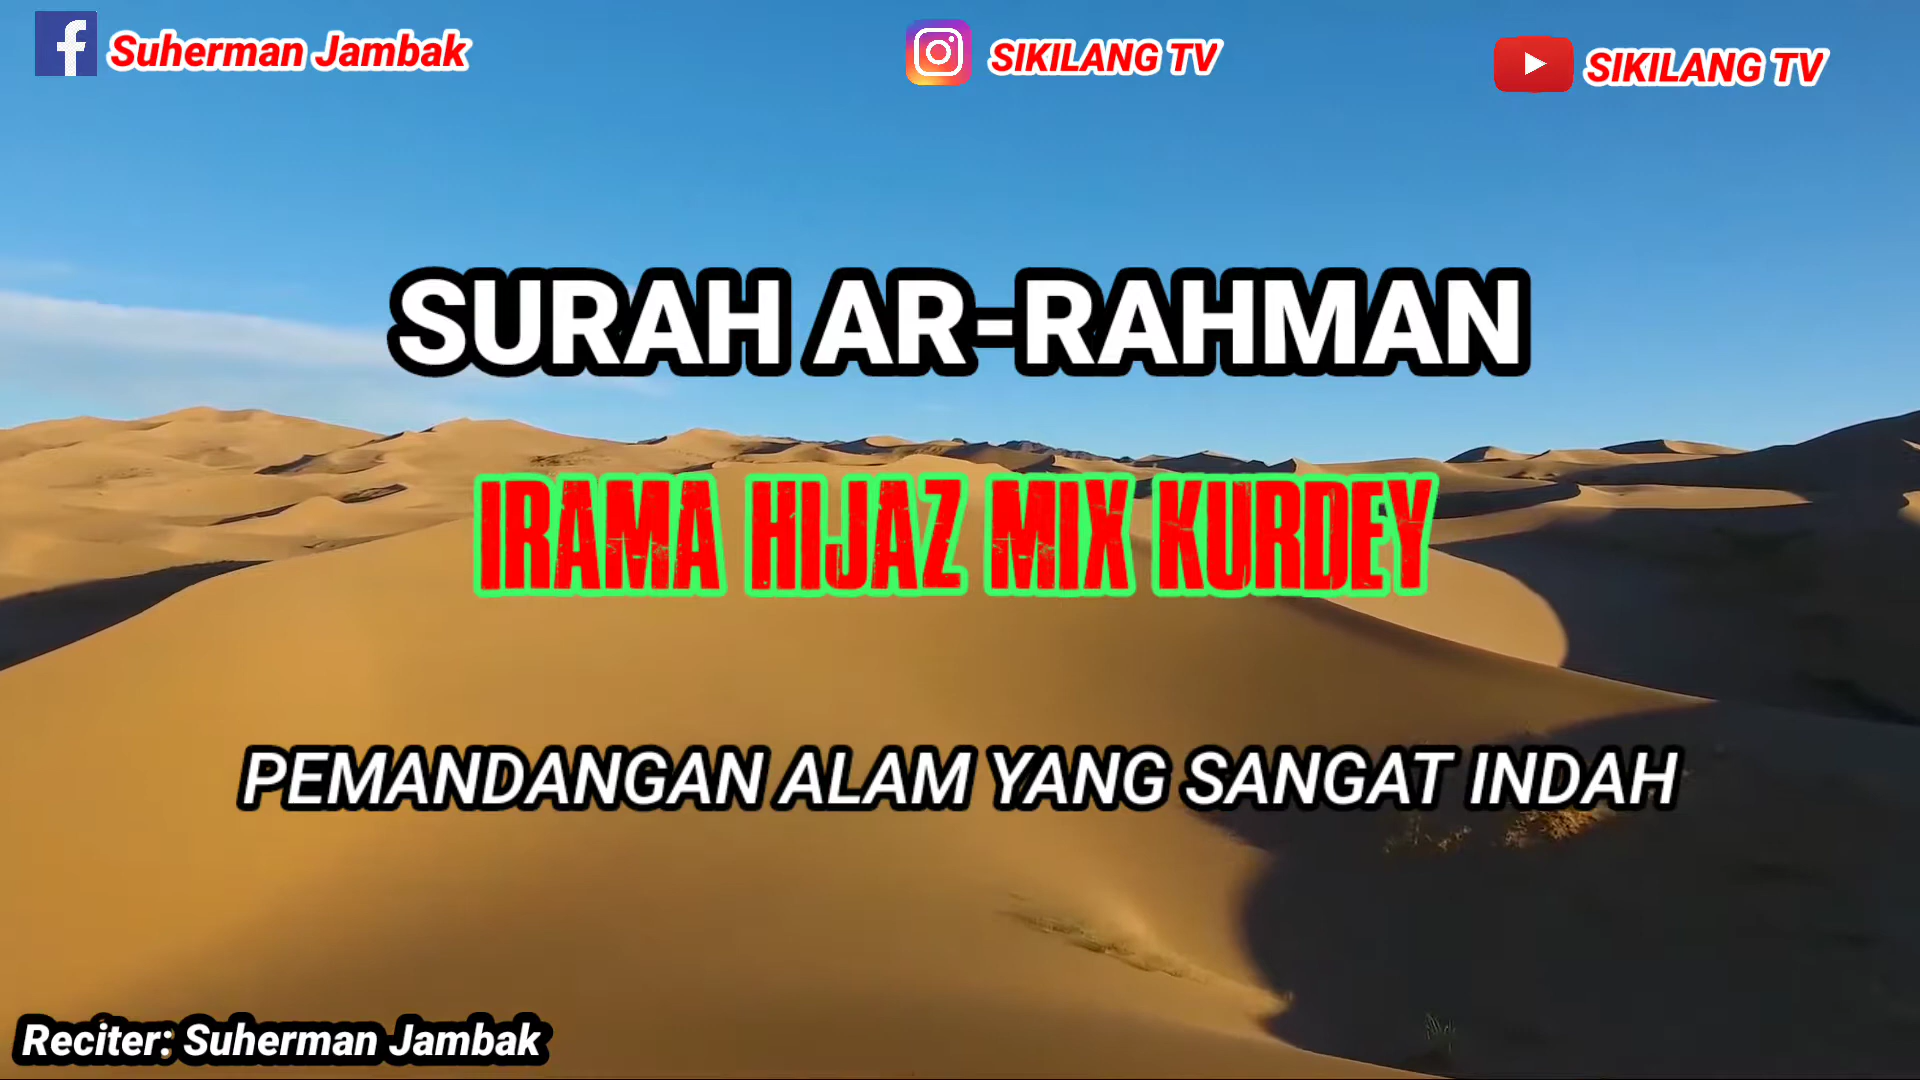 Suherman Jambak
SIKILANG TV
SIKILANG TV
SURAH AR-RAHMAN
IRAMA HIJAZ MIX KURDEY
PEMANDANGAN ALAM YANG SANGAT INDAH
Reciter: Suherman Jambak